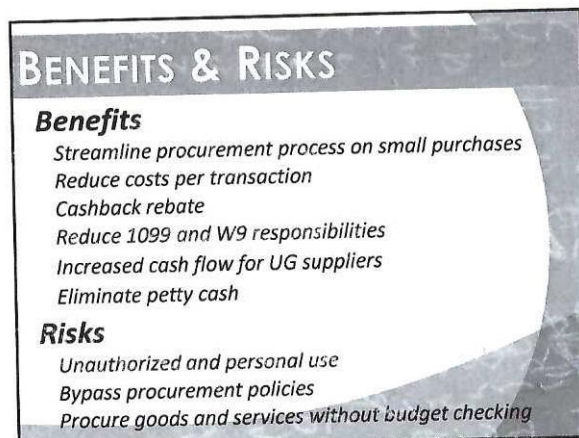 BENEFITS & RISKS
Benefits
Streamline procurement process on small purchases
Reduce costs per transaction
Cashback rebate
Reduce 1099 and W9 responsibilities
Increased cash flow for UG suppliers
Eliminate petty cash
Risks
Unauthorized and personal use
Bypass procurement policies
Procure goods and services without budget checking